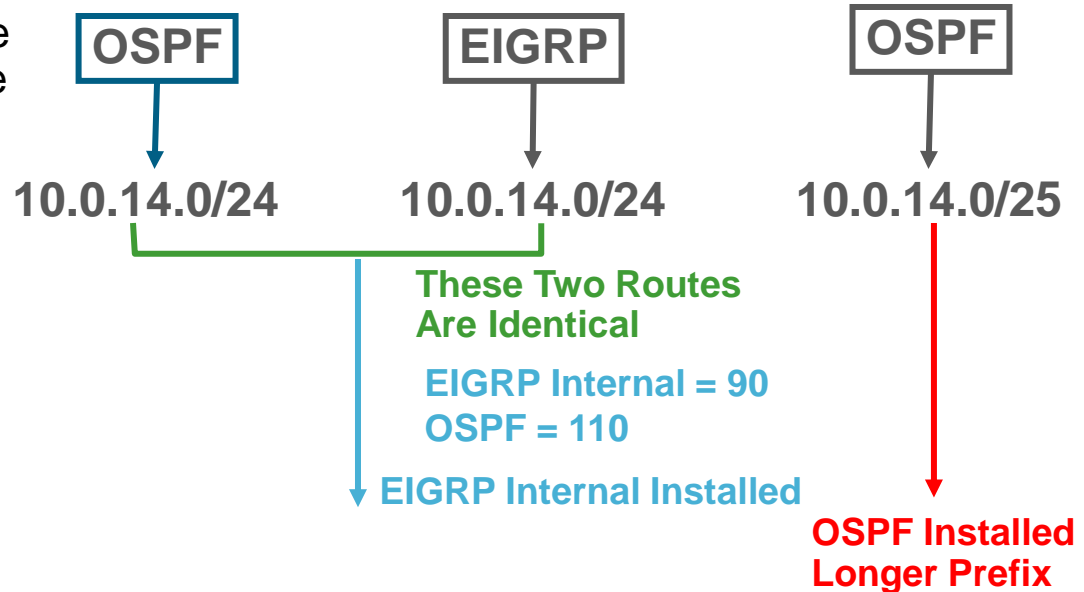 OSPF
EIGRP
OSPF
10.0.14.0/24
10.0.14.0/24
10.0.14.0/25
These Two Routes
Are Identical
EIGRP Internal = 90
OSPF = 110
EIGRP Internal Installed
OSPF Installed
Longer Prefix